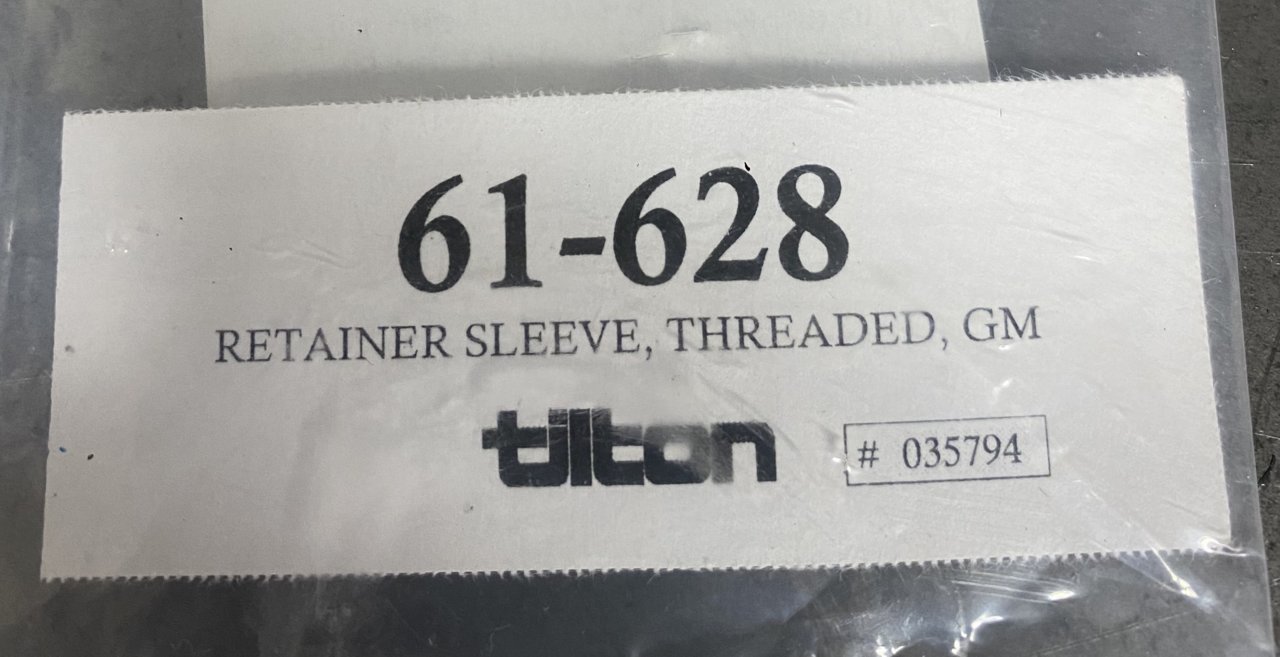 61-628
RETAINER SLEEVE, THREADED, GM
tilton
# 035794